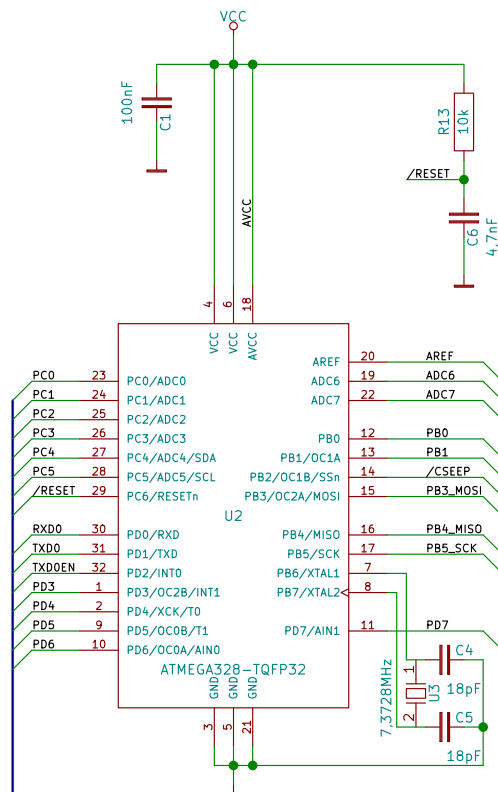 VCC
100nF
C1
R13
10k
/RESET
C6
4,7nF
AVCC
4
6
18
VCC
VCC
AVCC
AREF 20 AREF
ADC6 19 ADC6
ADC7 22 ADC7
PC0 23 PC0/ADC0
PC1 24 PC1/ADC1
PC2 25 PC2/ADC2
PC3 26 PC3/ADC3
PC4 27 PC4/ADC4/SDA
PC5 28 PC5/ADC5/SCL
/RESET 29 PC6/RESETn
PB0 12 PB0
PB1/OC1A 13 PB1
PB2/OC1B/SSn 14 /CSEEP
PB3/OC2A/MOSI 15 PB3_MOSI
U2
RXD0 30 PD0/RXD
TXD0 31 PD1/TXD
TXD0EN 32 PD2/INT0
PD3 1 PD3/OC2B/INT1
PD4 2 PD4/XCK/T0
PD5 9 PD5/OC0B/T1
PD6 10 PD6/OC0A/AIN0
PB4/MISO 16 PB4_MISO
PB5/SCK 17 PB5_SCK
PB6/XTAL1 7
PB7/XTAL2 8
PD7/AIN1 11 PD7
ATMEGA328-TQFP32
GND
GND
GND
3
5
21
7,3728MHz
1
2
U3
C4
18pF
C5
18pF